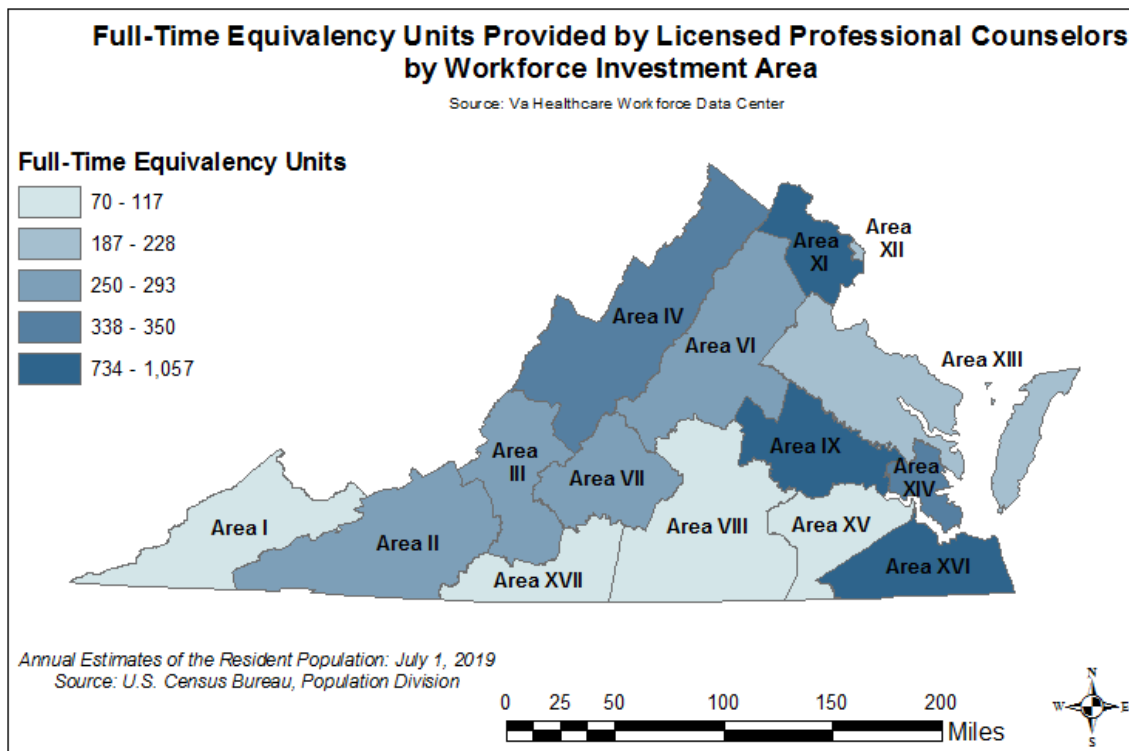 Full-Time Equivalency Units Provided by Licensed Professional Counselors
by Workforce Investment Area
Source: Va Healthcare Workforce Data Center
Full-Time Equivalency Units
70 - 117
187 - 228
250 - 293
338 - 350
734 - 1,057
Area
XII
Area
XI
Area IV
Area VI
Area XIII
Area
III
Area IX
Area VII
Area
XIV
Area I
Area II
Area VIII
Area XV
Area XVII
Area XVI
Annual Estimates of the Resident Population: July 1, 2019
Source: U.S. Census Bureau, Population Division
0 25 50 100 150 200
Miles
N
W E
S